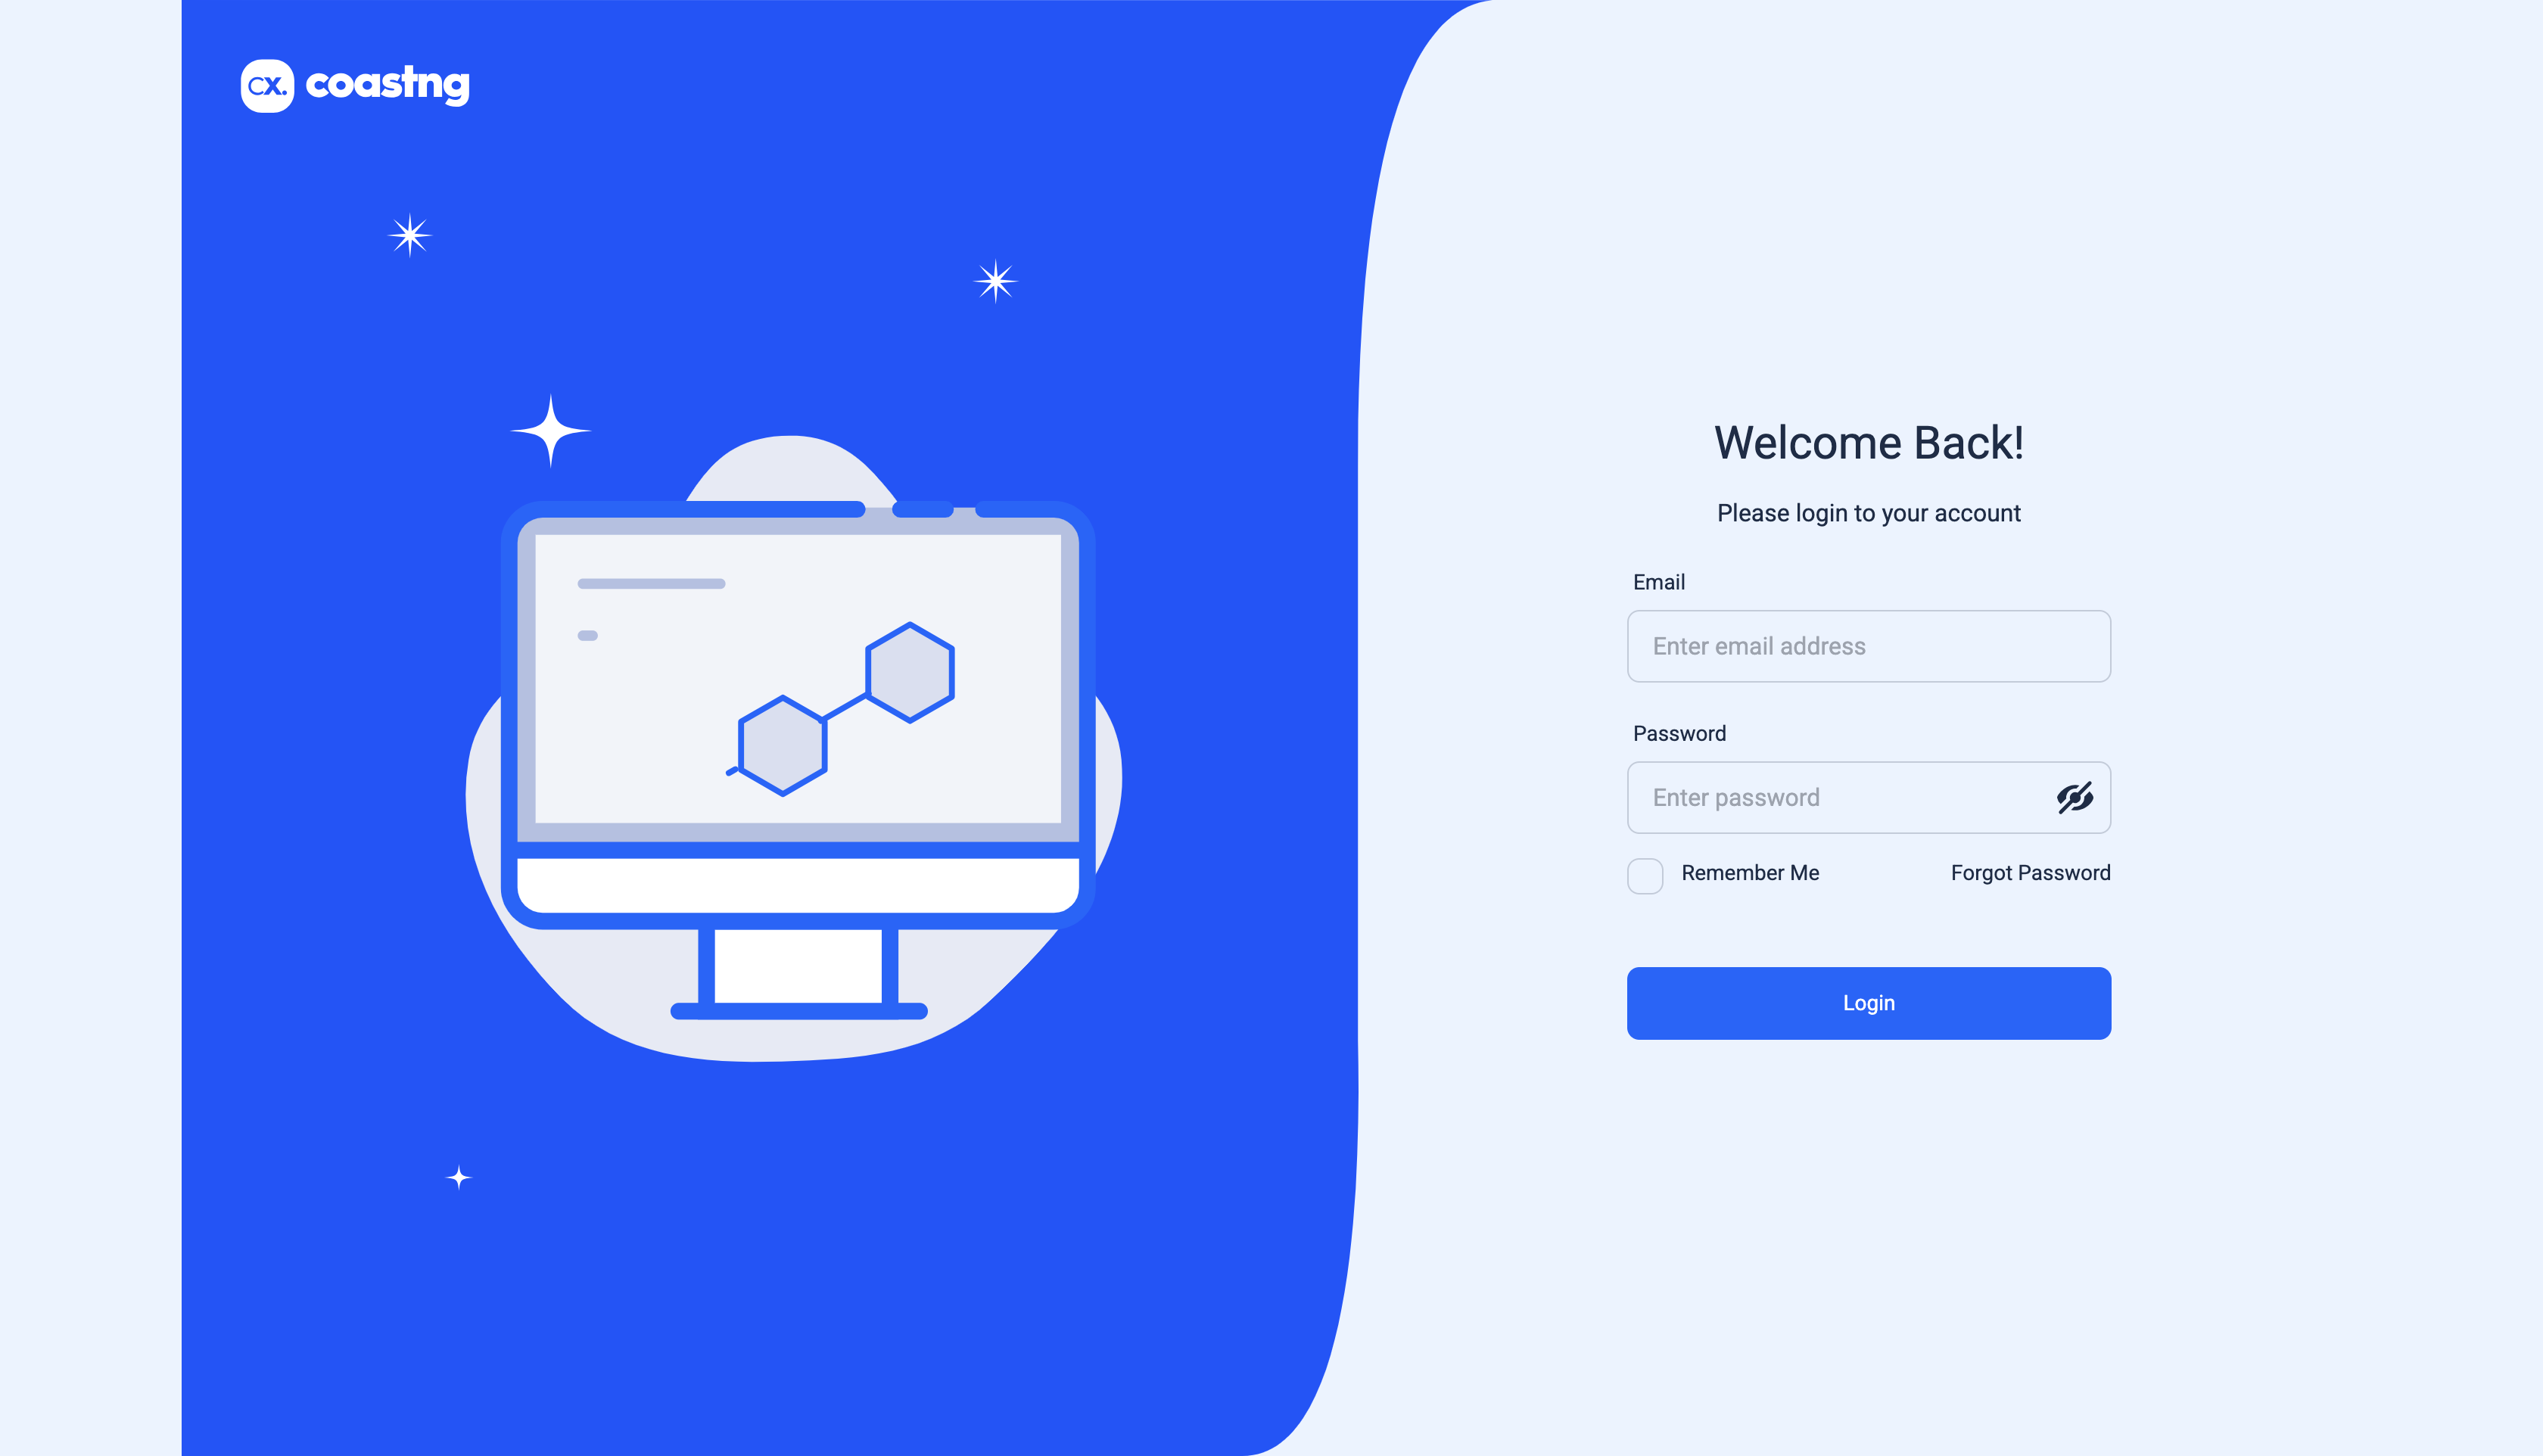 cx. coastng
Welcome Back!
Please login to your account
Email
Enter email address
Password
Enter password
Remember Me Forgot Password
Login